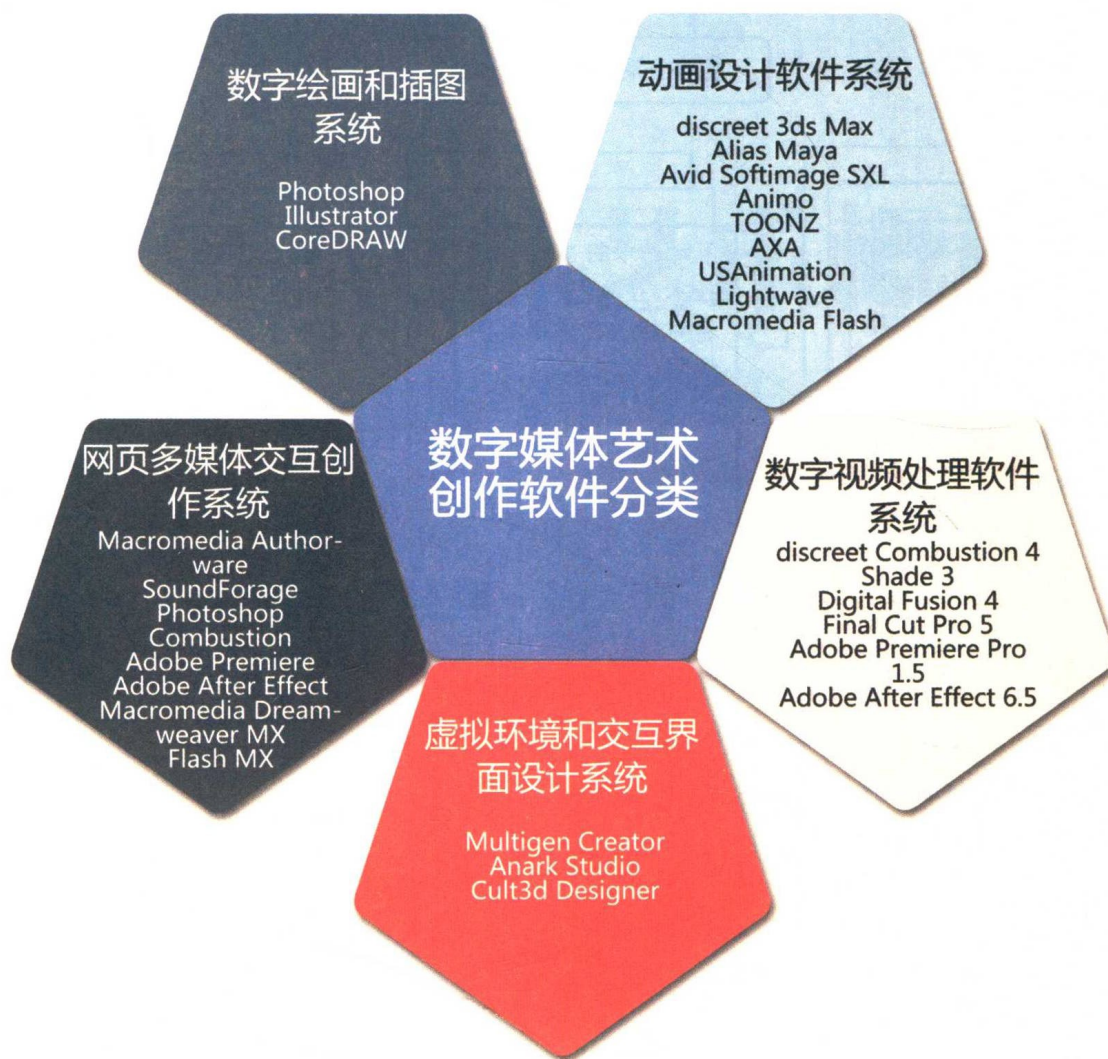 数字绘画和插图
系统
Photoshop
Illustrator
CoreDRAW
动画设计软件系统
discreet 3ds Max
Alias Maya
Avid Softimage SXL
Animo
TOONZ
AXA
USAnimation
Lightwave
Macromedia Flash
数字媒体艺术
创作软件分类
网页多媒体交互创
作系统
Macromedia Author-
ware
SoundForage
Photoshop
Combustion
Adobe Premiere
Adobe After Effect
Macromedia Dream-
weaver MX
Flash MX
数字视频处理软件
系统
discreet Combustion 4
Shade 3
Digital Fusion 4
Final Cut Pro 5
Adobe Premiere Pro
1.5
Adobe After Effect 6.5
虚拟环境和交互界
面设计系统
Multigen Creator
Anark Studio
Cult3d Designer